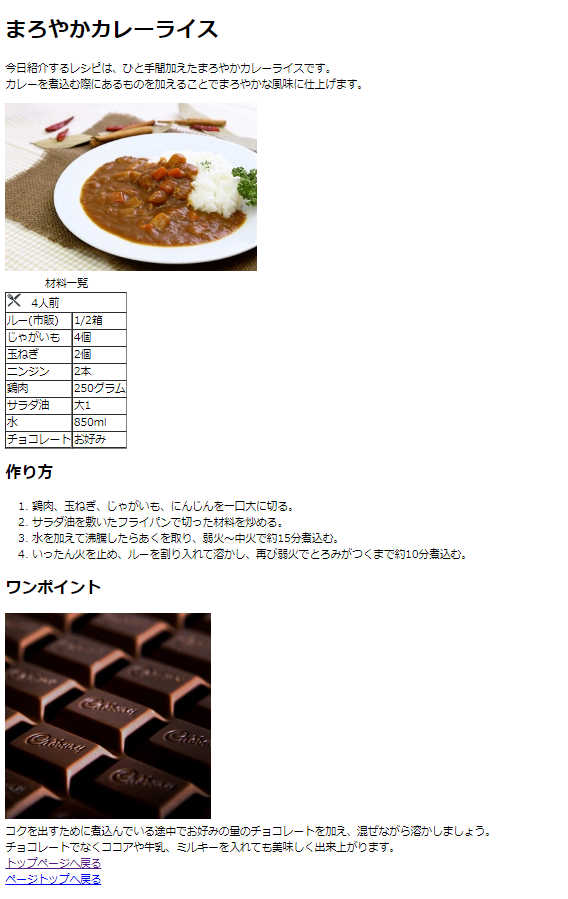 まろやかカレーライス
今日紹介するレシピは、ひと手間加えたまろやかカレーライスです。
カレーを煮込む際にあるものを加えることでまろやかな風味に仕上げます。
材料一覧
4人前
ルー(市販) 1/2箱
じゃがいも 4個
玉ねぎ 2個
ニンジン 2本
鶏肉 250グラム
サラダ油 大1
水 850ml
チョコレート お好み
作り方
1. 鶏肉、玉ねぎ、じゃがいも、にんじんを一口大に切る。
2. サラダ油を敷いたフライパンで切った材料を炒める。
3. 水を加えて沸騰したらあくを取り、弱火～中火で約15分煮込む。
4. いったん火を止め、ルーを割り入れて溶かし、再び弱火でとろみがつくまで約10分煮込む。
ワンポイント
Cadbury
Cadbury
Cadbury
Cadbury
コクを出すために煮込んでいる途中でお好みの量のチョコレートを加え、混ぜながら溶かしましょう。
チョコレートでなくココアや牛乳、ミルキーを入れても美味しく出来上がります。
トップページへ戻る
ページトップへ戻る